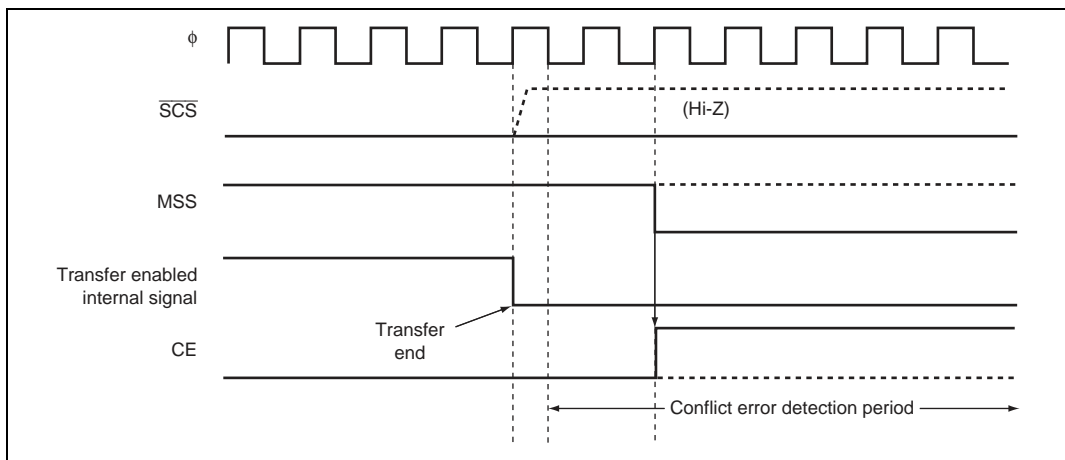 ϕ
SCS
(Hi-Z)
MSS
Transfer enabled
internal signal
Transfer
end
CE
Conflict error detection period